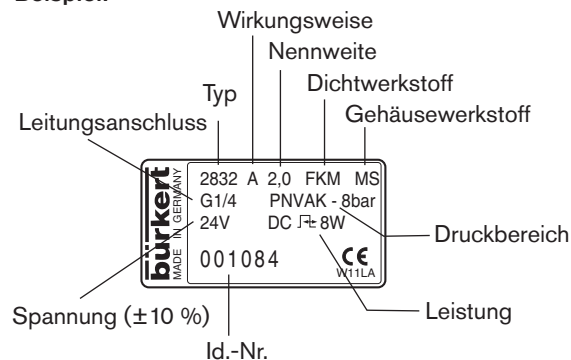 Wirkungsweise
Nennweite
Typ
Dichtwerkstoff
Gehäusewerkstoff
Leitungsanschluss
bürkert
MADE IN GERMANY
2832 A 2,0 FKM MS
G1/4 PNVAK - 8bar
24V DC 8W
001084
CE
W11LA
Druckbereich
Leistung
Spannung (±10 %)
Id.-Nr.